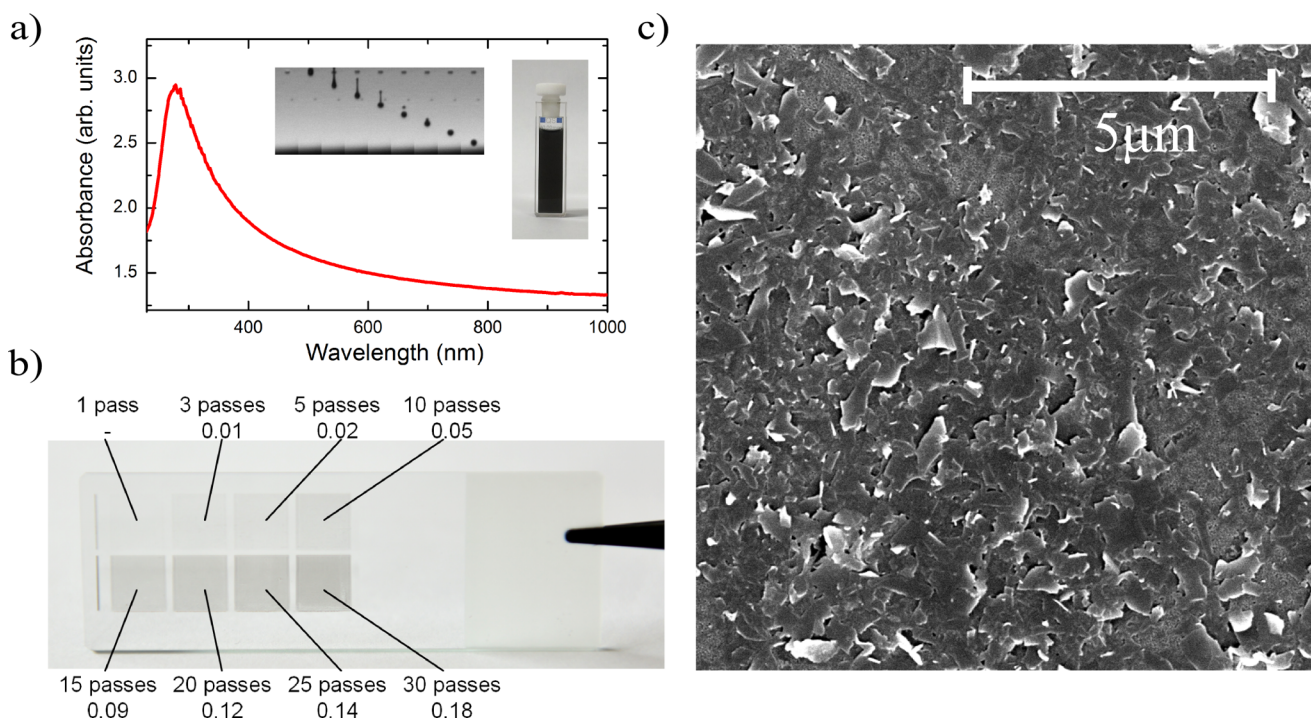 a)
Absorbance (arb. units)
3.0
2.5
2.0
1.5
400 600 800 1000
Wavelength (nm)
b)
1 pass 3 passes 5 passes 10 passes
- 0.01 0.02 0.05
15 passes 20 passes 25 passes 30 passes
0.09 0.12 0.14 0.18
c)
5μm